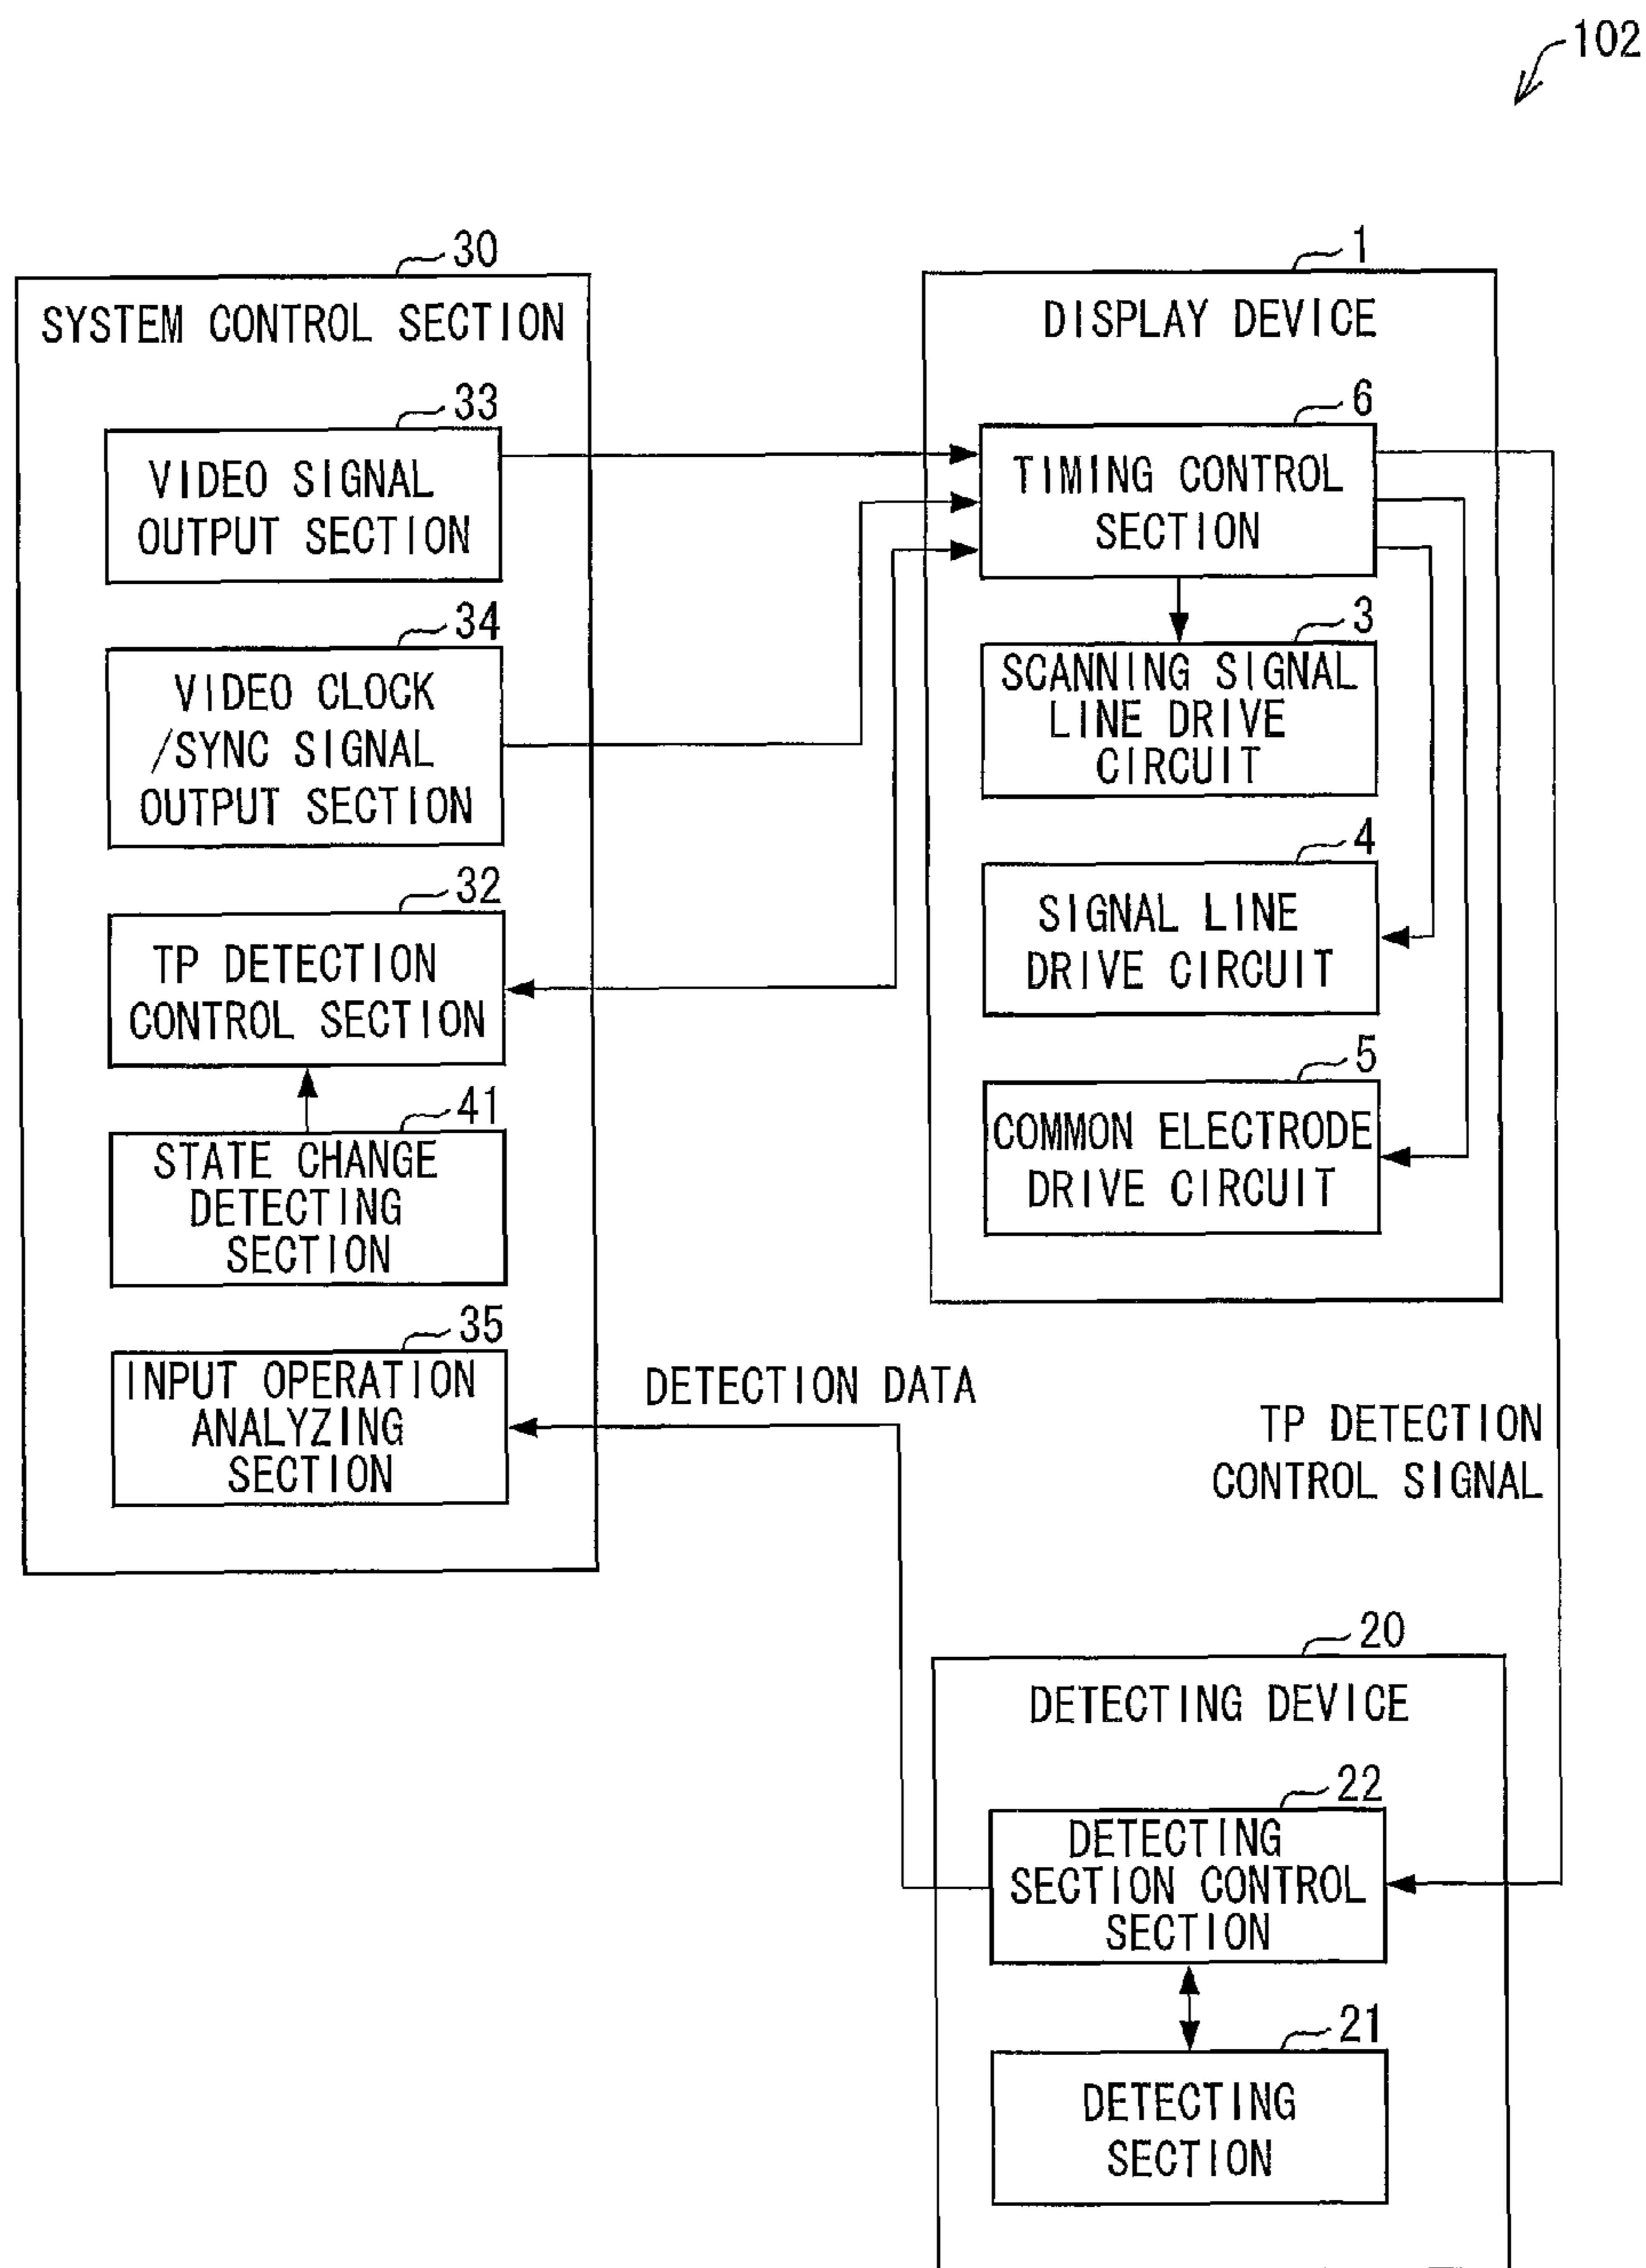 102
30
SYSTEM CONTROL SECTION
33
VIDEO SIGNAL
OUTPUT SECTION
34
VIDEO CLOCK
/SYNC SIGNAL
OUTPUT SECTION
32
TP DETECTION
CONTROL SECTION
41
STATE CHANGE
DETECTING
SECTION
35
INPUT OPERATION
ANALYZING
SECTION
1
DISPLAY DEVICE
6
TIMING CONTROL
SECTION
3
SCANNING SIGNAL
LINE DRIVE
CIRCUIT
4
SIGNAL LINE
DRIVE CIRCUIT
5
COMMON ELECTRODE
DRIVE CIRCUIT
DETECTION DATA
TP DETECTION
CONTROL SIGNAL
20
DETECTING DEVICE
22
DETECTING
SECTION CONTROL
SECTION
21
DETECTING
SECTION